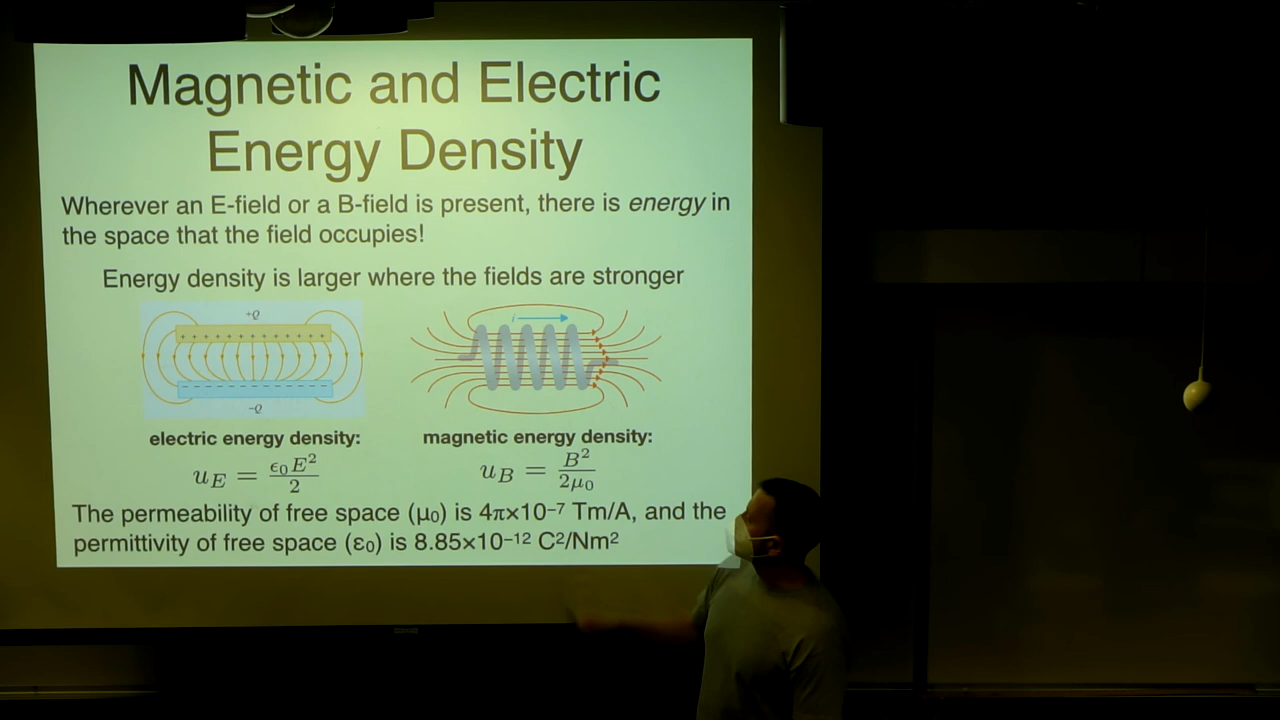 Magnetic and Electric
Energy Density
Wherever an E-field or a B-field is present, there is energy in
the space that the field occupies!
Energy density is larger where the fields are stronger
+Q
+ + + + + + + + + + + +
– – – – – – – – – – – –
–Q
i
electric energy density:
magnetic energy density:
u_E = ε₀E²/2
u_B = B²/2μ₀
The permeability of free space (μ₀) is 4π×10⁻⁷ Tm/A, and the
permittivity of free space (ε₀) is 8.85×10⁻¹² C²/Nm²